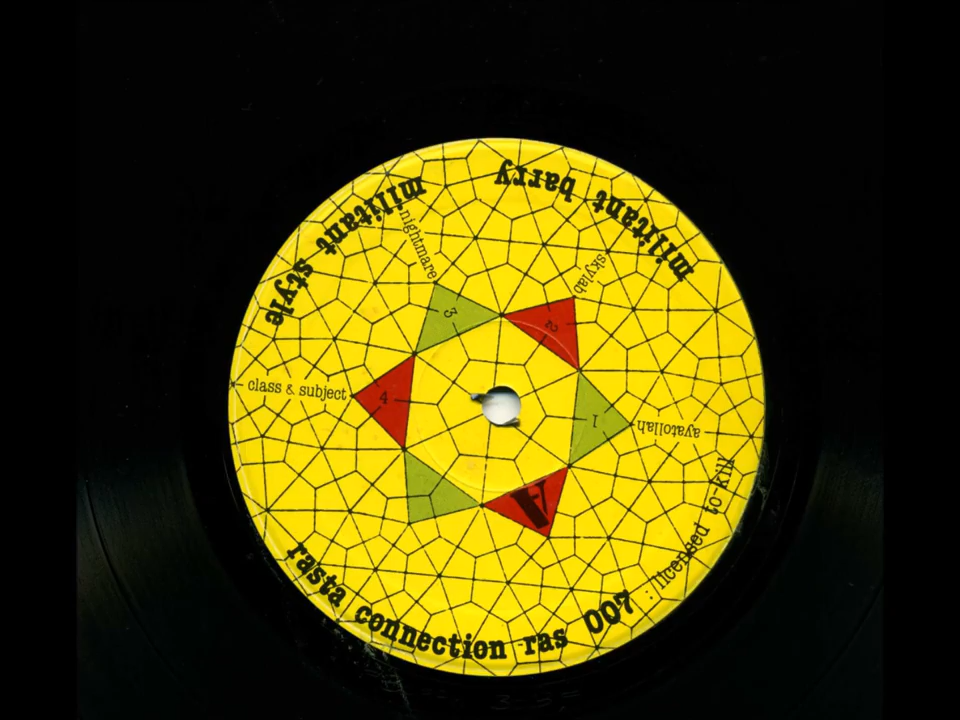 militant style
militant barry
nightmare
skylab
3
2
class & subject
4
1
ayatollah
A
rasta connection ras 007 : licensed to-kill